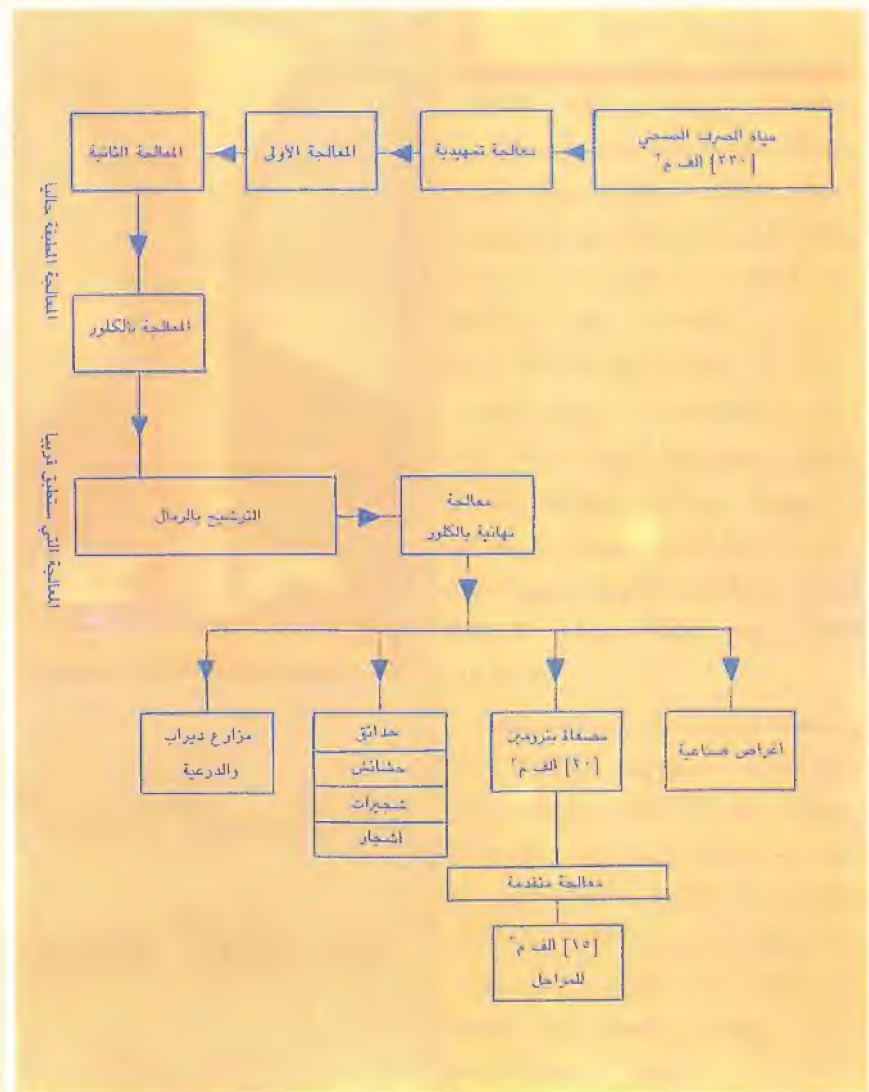 مياه الصرف الصحي
[٢٣٠] الف م٣
معالجة تمهيدية
المعالجة الأولى
المعالجة الثانية
المعالجة المطبقة حاليا
المعالجة بالكلور
المعالجة التي ستطبق قريبا
الترشيح بالرمال
معالجة
نهائية بالكلور
اغراض صناعية
مصفاة بترومين
[٢٠] الف م٣
حدائق
حشائش
شجيرات
اشجار
مزارع ديراب
والدرعية
معالجة متقدمة
[١٥] الف م٣
للمراجل